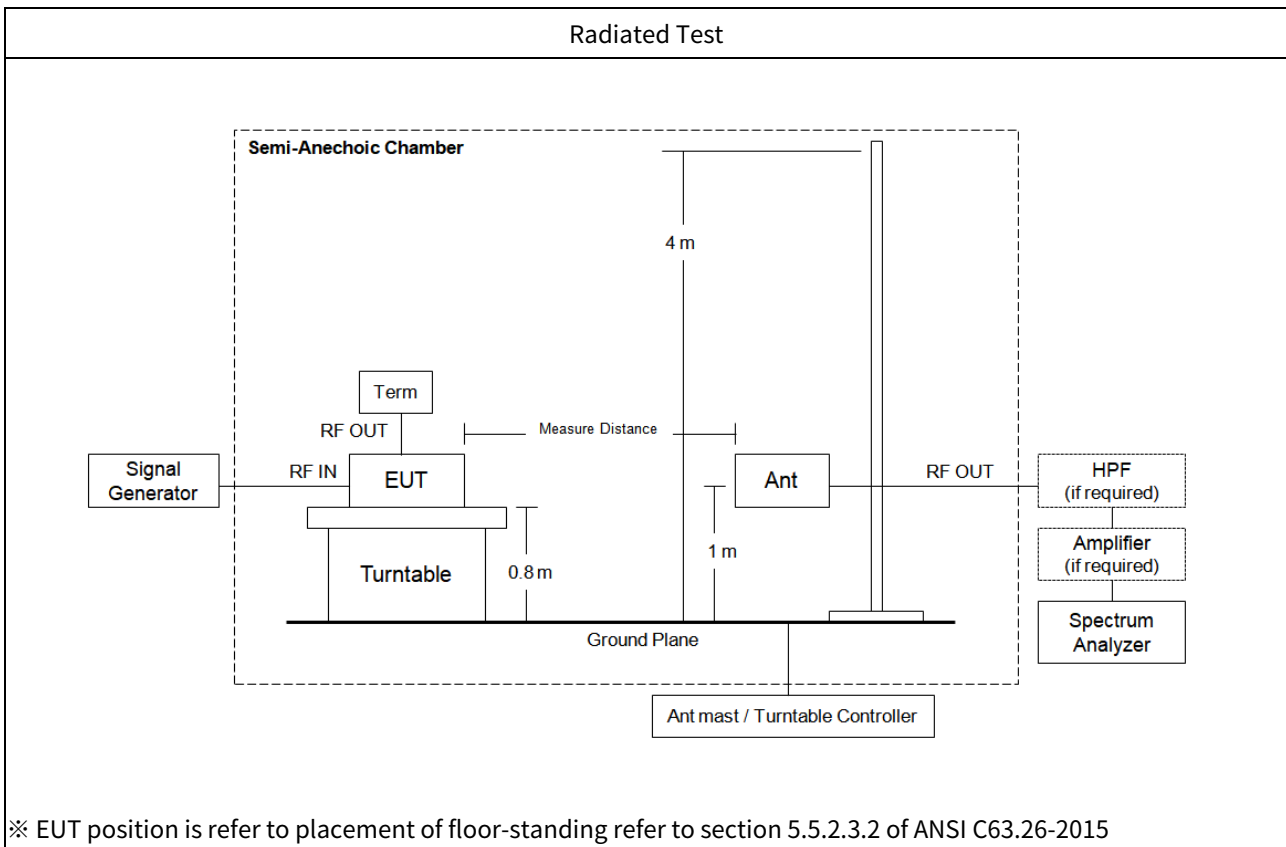 Radiated Test
Semi-Anechoic Chamber
4 m
Term
RF OUT
Measure Distance
Signal
Generator
RF IN
EUT
Ant
RF OUT
HPF
(if required)
Amplifier
(if required)
Spectrum
Analyzer
Turntable
0.8 m
1 m
Ground Plane
Ant mast / Turntable Controller
※ EUT position is refer to placement of floor-standing refer to section 5.5.2.3.2 of ANSI C63.26-2015